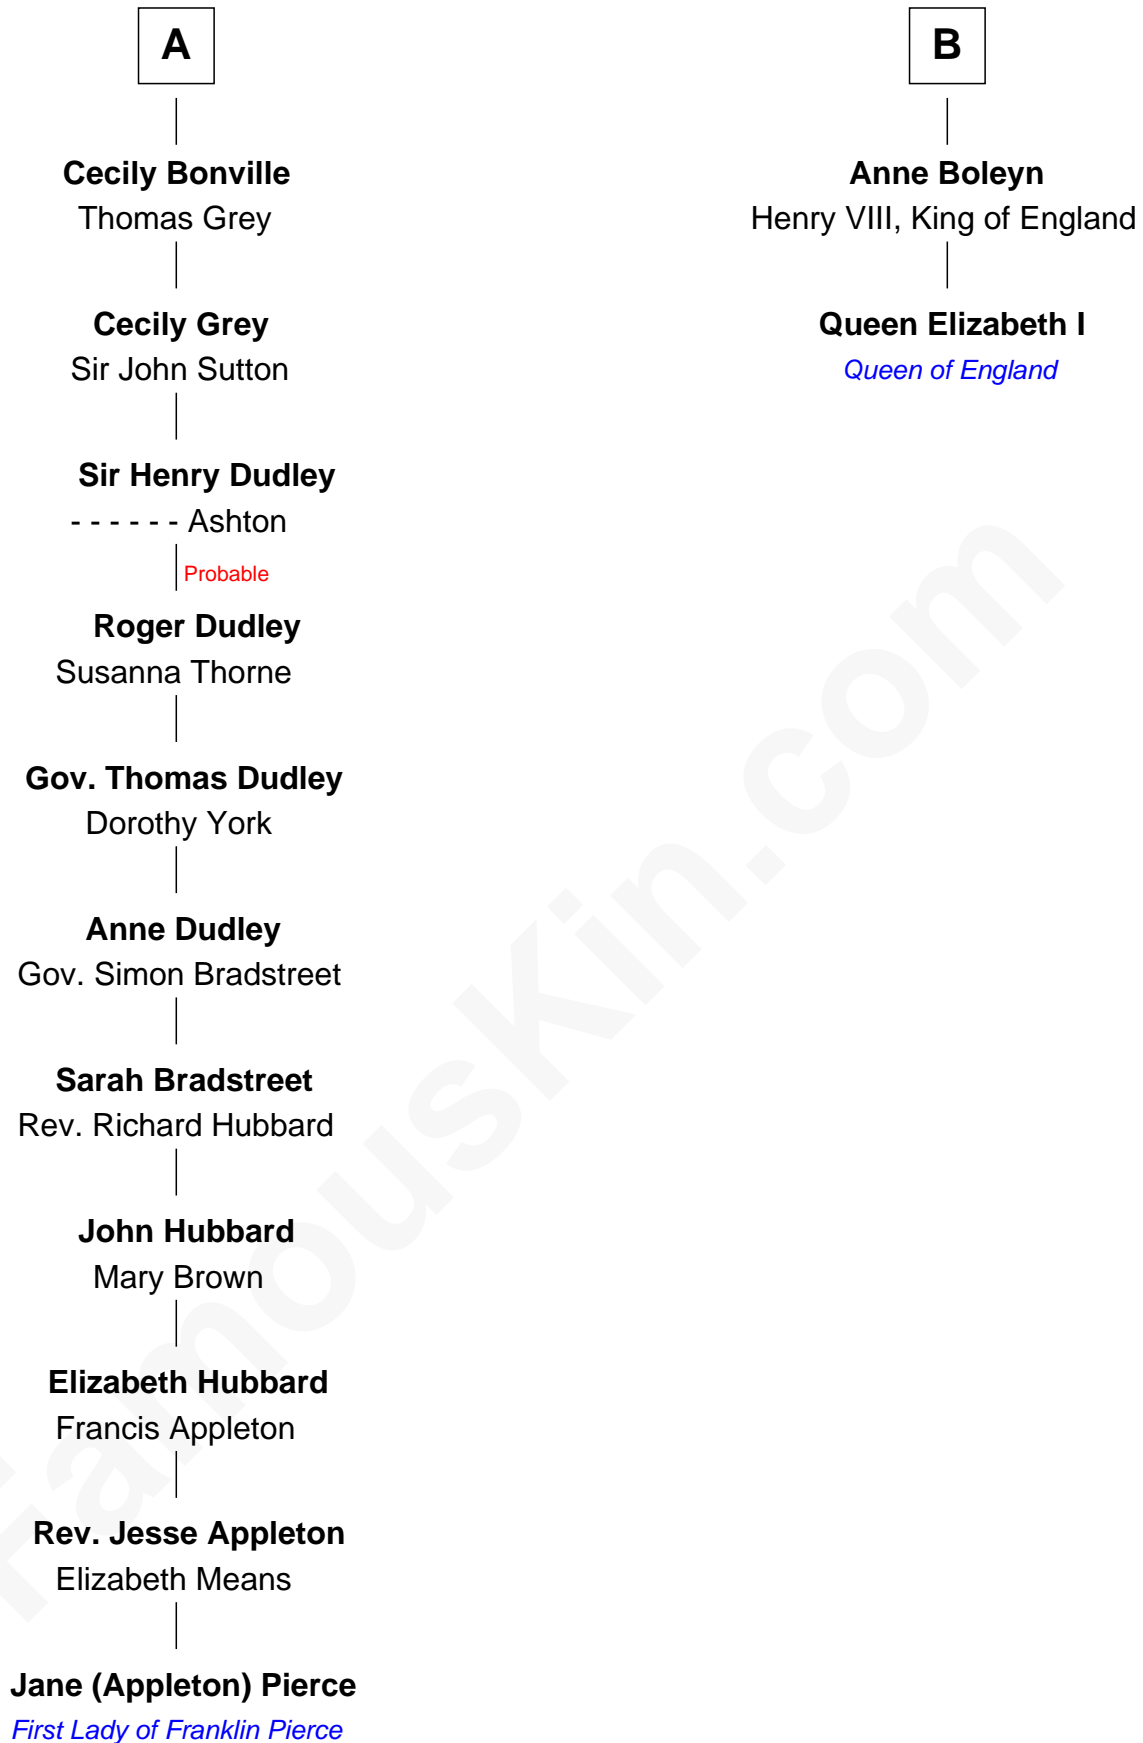 A
Cecily Bonville
Thomas Grey
Cecily Grey
Sir John Sutton
Sir Henry Dudley
- - - - - - Ashton
Probable
Roger Dudley
Susanna Thorne
Gov. Thomas Dudley
Dorothy York
Anne Dudley
Gov. Simon Bradstreet
Sarah Bradstreet
Rev. Richard Hubbard
John Hubbard
Mary Brown
Elizabeth Hubbard
Francis Appleton
Rev. Jesse Appleton
Elizabeth Means
Jane (Appleton) Pierce
First Lady of Franklin Pierce
B
Anne Boleyn
Henry VIII, King of England
Queen Elizabeth I
Queen of England
FamousKin.com